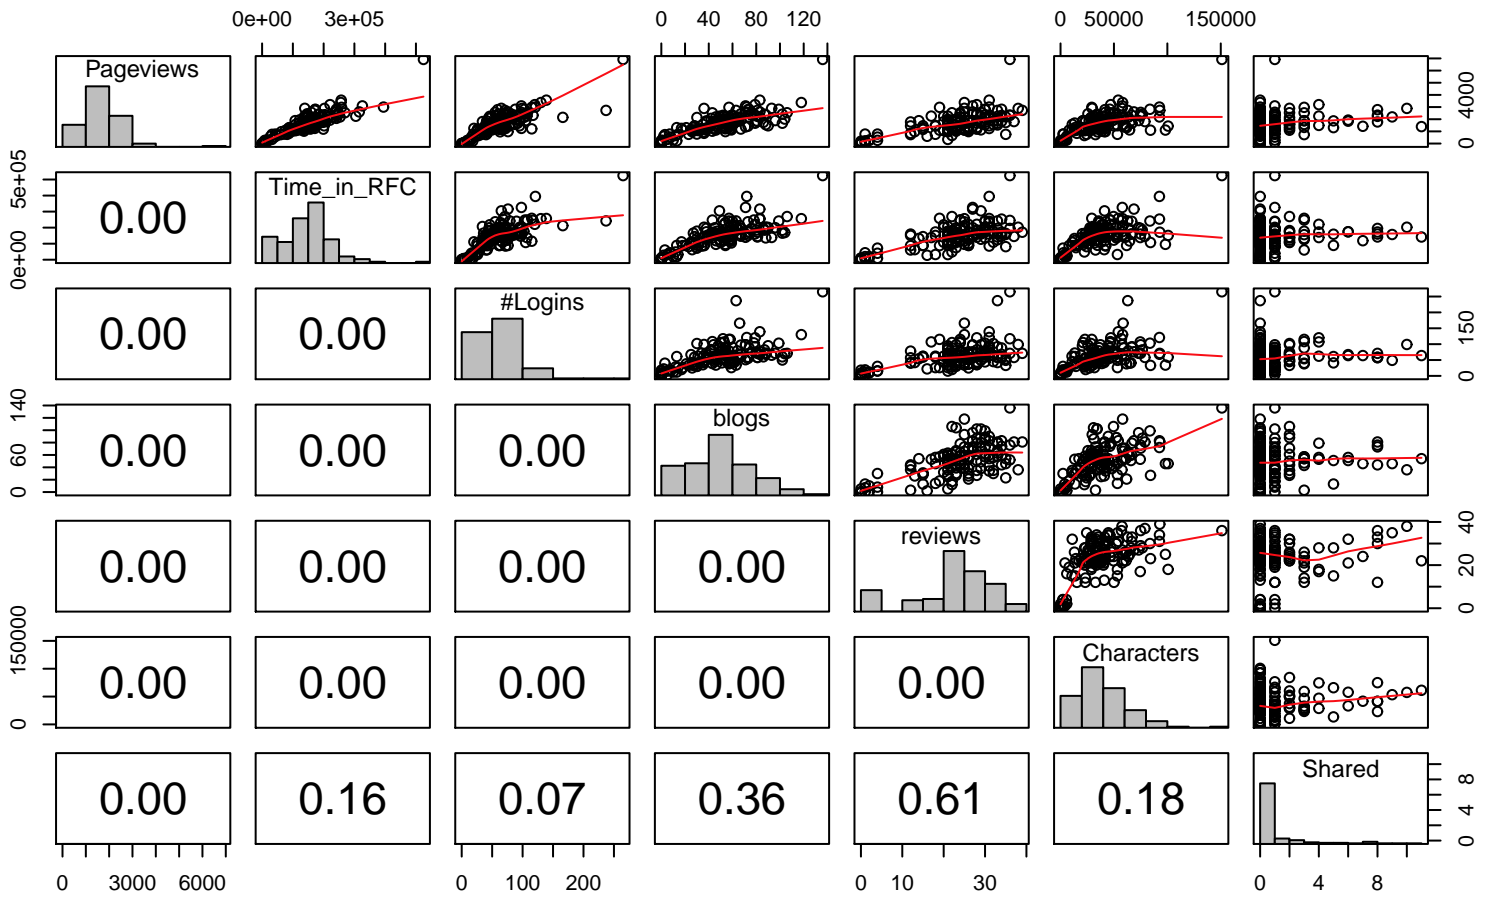 0e+00 3e+05 0 40 80 120 0 50000 150000
Pageviews
0 4000
0e+00 5e+05
0.00 Time_in_RFC
0.00 0.00 #Logins
0 150
0 60 140
0.00 0.00 0.00 blogs
0.00 0.00 0.00 0.00 reviews
0 20 40
0 150000
0.00 0.00 0.00 0.00 0.00 Characters
0.00 0.16 0.07 0.36 0.61 0.18 Shared
0 4 8
0 3000 6000 0 100 200 0 10 30 0 4 8